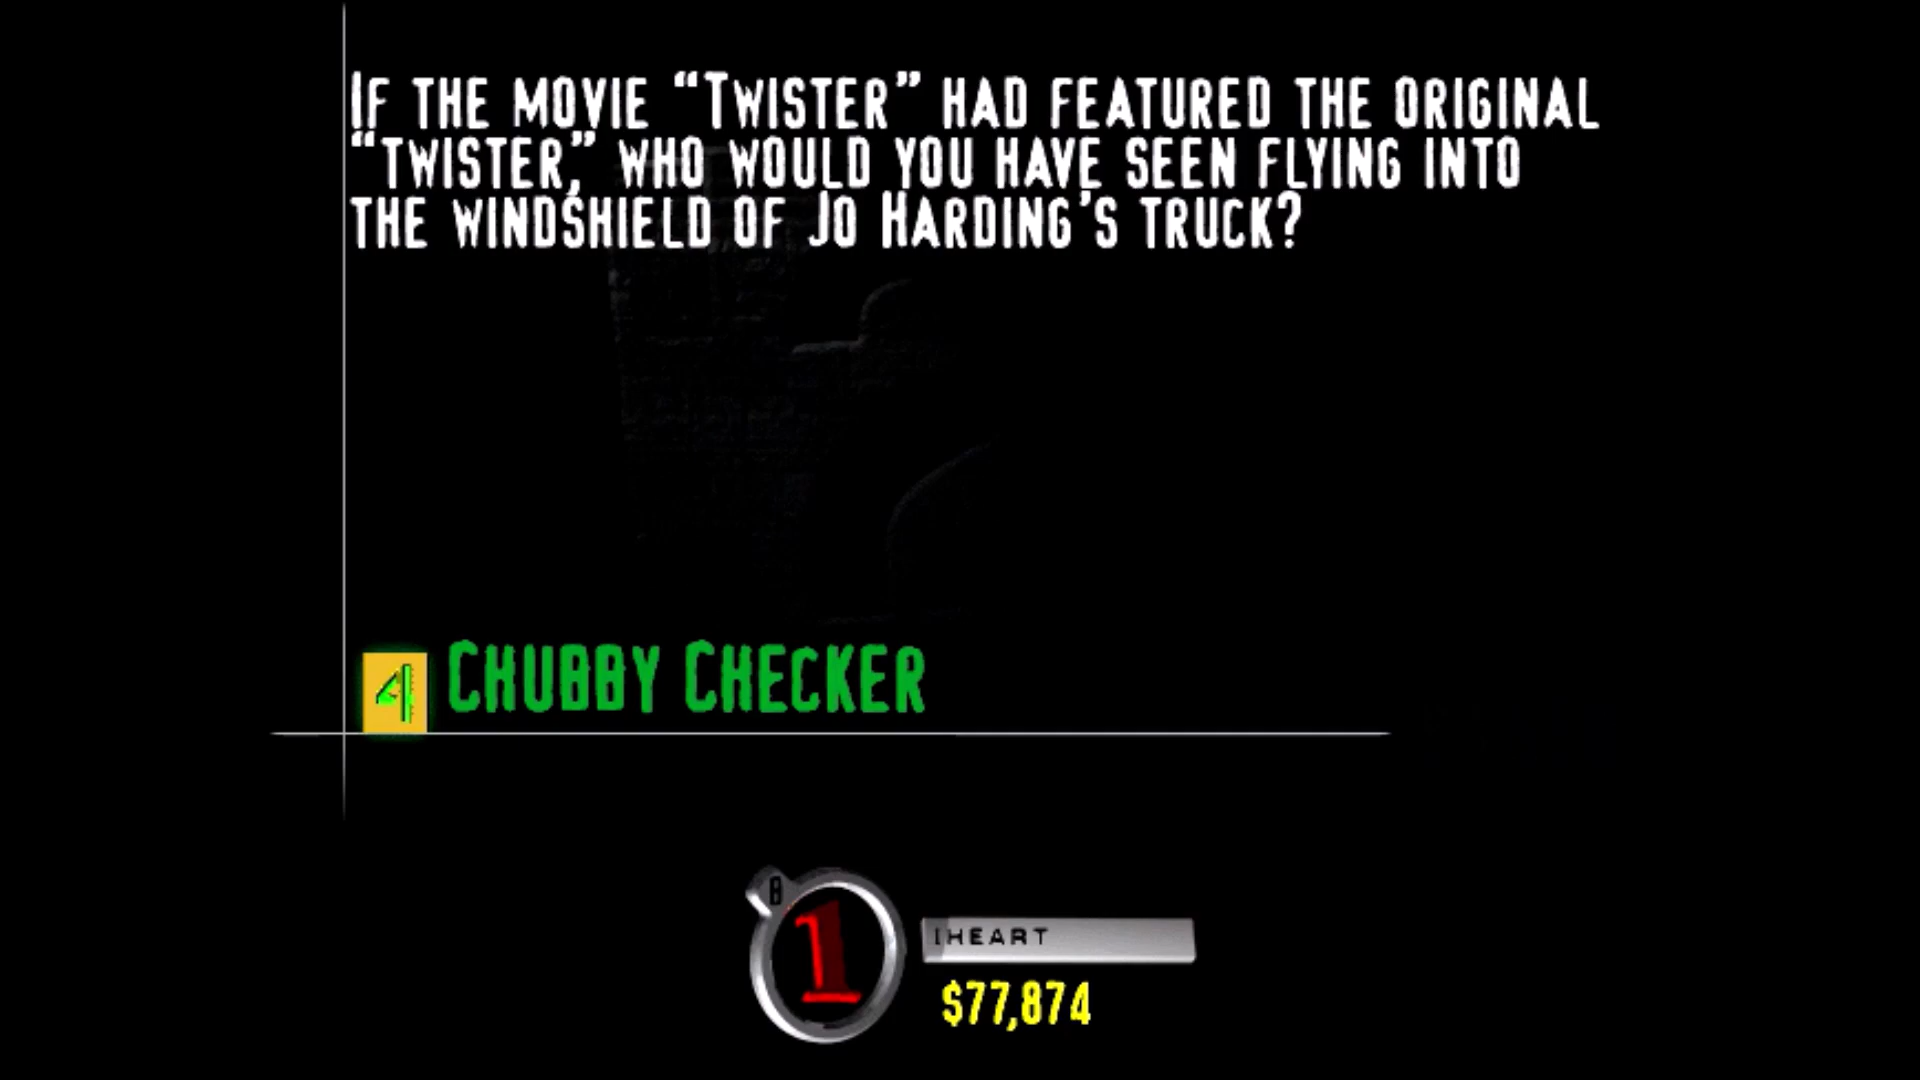 If the movie “Twister” had featured the original
“twister,” who would you have seen flying into
the windshield of Jo Harding’s truck?
4 Chubby Checker
B
1
IHEART
$77,874